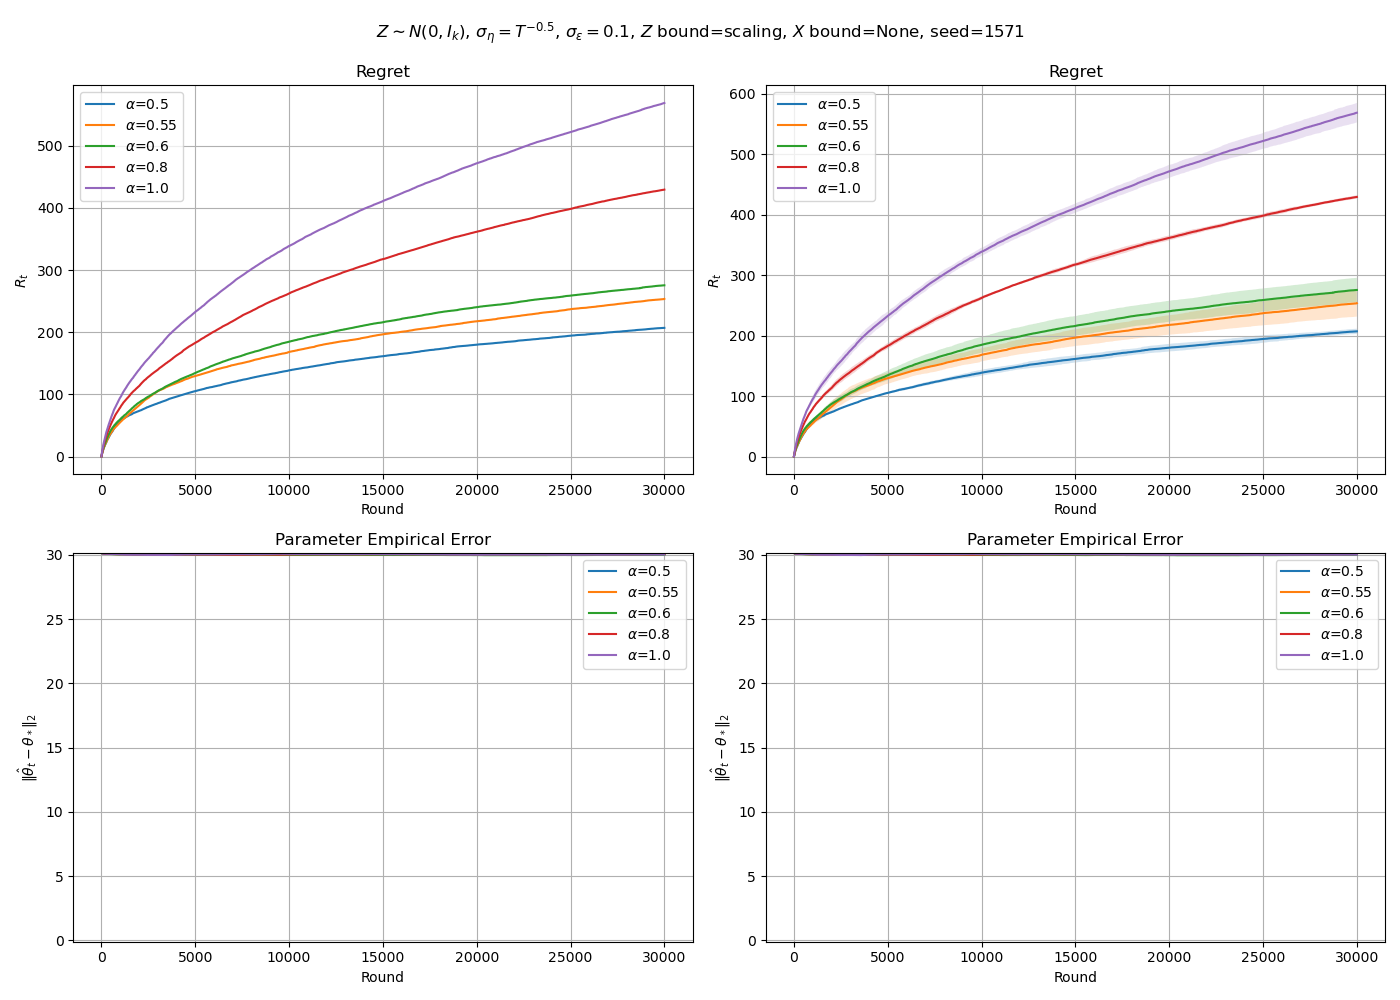 Z ∼ N(0, I_k), σ_η = T^{−0.5}, σ_ε = 0.1, Z bound=scaling, X bound=None, seed=1571
Regret
α=0.5
α=0.55
α=0.6
α=0.8
α=1.0
500
400
300
200
100
0
R_t
0 5000 10000 15000 20000 25000 30000
Round
Regret
α=0.5
α=0.55
α=0.6
α=0.8
α=1.0
600
500
400
300
200
100
0
R_t
0 5000 10000 15000 20000 25000 30000
Round
Parameter Empirical Error
α=0.5
α=0.55
α=0.6
α=0.8
α=1.0
30
25
20
15
10
5
0
‖θ̂_t − θ_*‖_2
0 5000 10000 15000 20000 25000 30000
Round
Parameter Empirical Error
α=0.5
α=0.55
α=0.6
α=0.8
α=1.0
30
25
20
15
10
5
0
‖θ̂_t − θ_*‖_2
0 5000 10000 15000 20000 25000 30000
Round